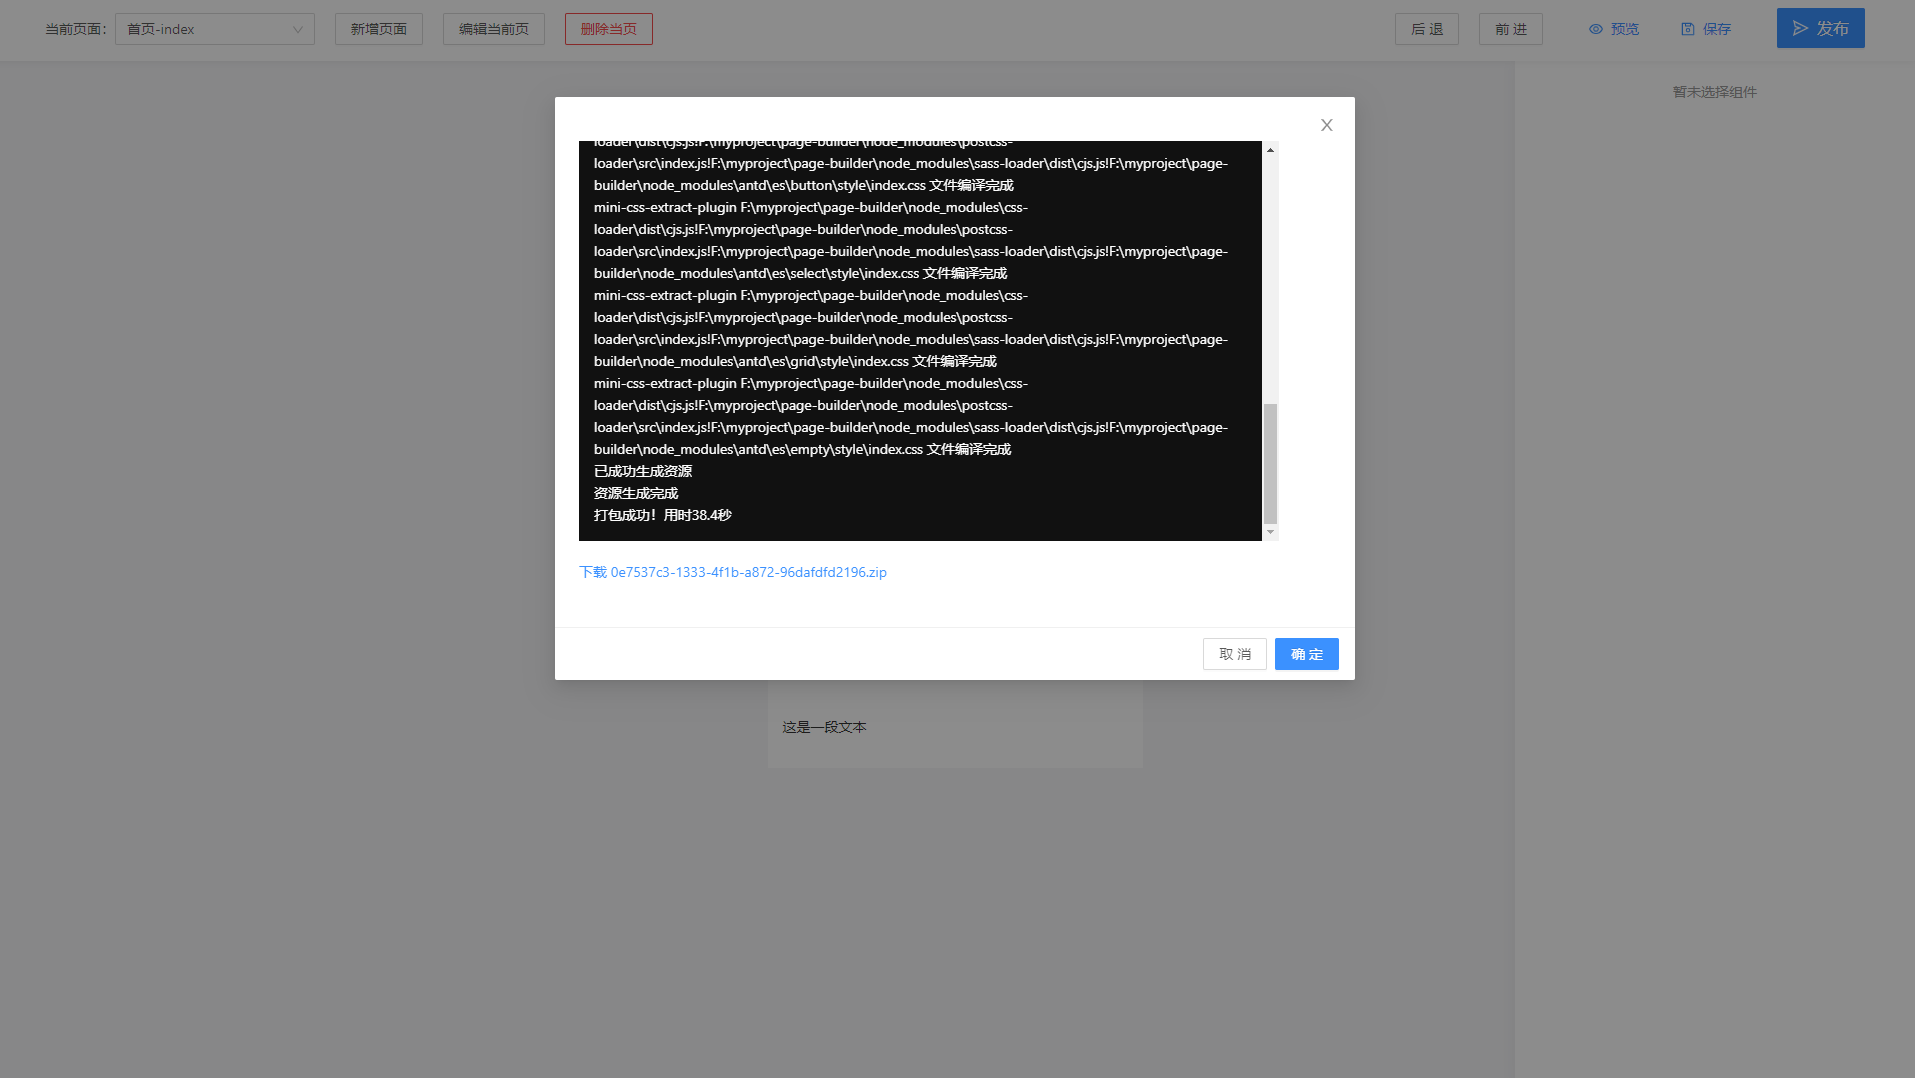 当前页面: 首页-index 新增页面 编辑当前页 删除当页 后 退 前 进 预览 保存 发布
暂未选择组件
loader\dist\cjs.js!F:\myproject\page-builder\node_modules\postcss-
loader\src\index.js!F:\myproject\page-builder\node_modules\sass-loader\dist\cjs.js!F:\myproject\page-
builder\node_modules\antd\es\button\style\index.css 文件编译完成
mini-css-extract-plugin F:\myproject\page-builder\node_modules\css-
loader\dist\cjs.js!F:\myproject\page-builder\node_modules\postcss-
loader\src\index.js!F:\myproject\page-builder\node_modules\sass-loader\dist\cjs.js!F:\myproject\page-
builder\node_modules\antd\es\select\style\index.css 文件编译完成
mini-css-extract-plugin F:\myproject\page-builder\node_modules\css-
loader\dist\cjs.js!F:\myproject\page-builder\node_modules\postcss-
loader\src\index.js!F:\myproject\page-builder\node_modules\sass-loader\dist\cjs.js!F:\myproject\page-
builder\node_modules\antd\es\grid\style\index.css 文件编译完成
mini-css-extract-plugin F:\myproject\page-builder\node_modules\css-
loader\dist\cjs.js!F:\myproject\page-builder\node_modules\postcss-
loader\src\index.js!F:\myproject\page-builder\node_modules\sass-loader\dist\cjs.js!F:\myproject\page-
builder\node_modules\antd\es\empty\style\index.css 文件编译完成
已成功生成资源
资源生成完成
打包成功！用时38.4秒
下载 0e7537c3-1333-4f1b-a872-96dafdfd2196.zip
取 消 确 定
这是一段文本